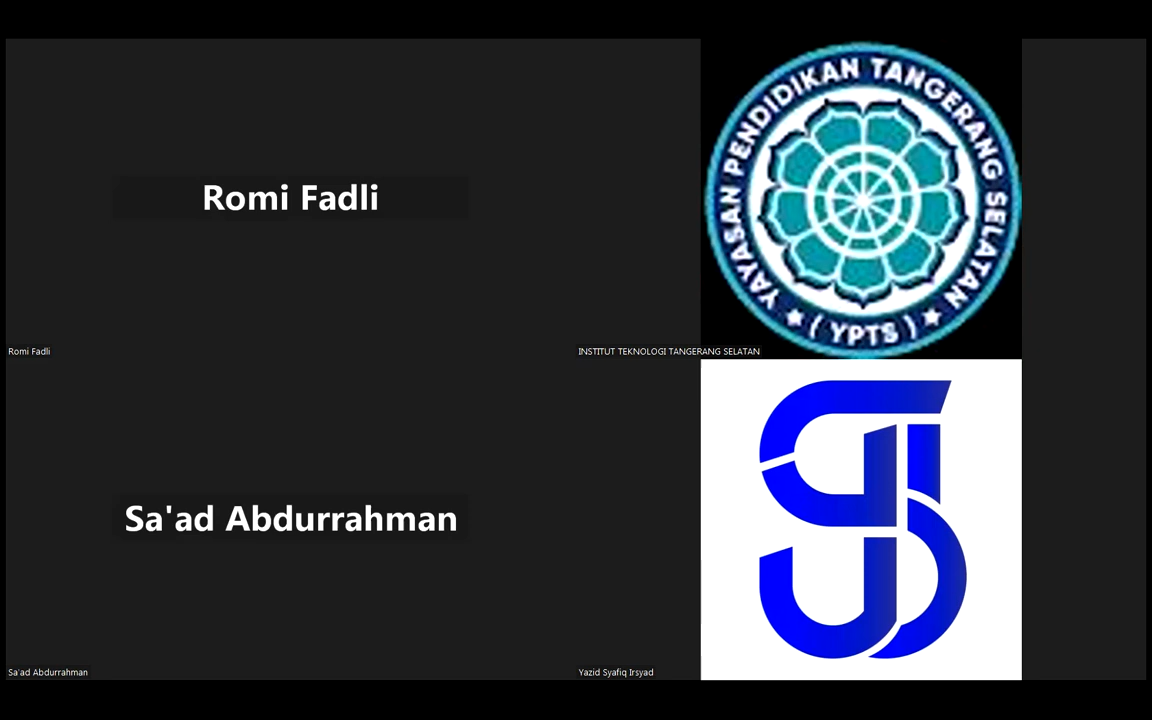 Romi Fadli
Romi Fadli
YAYASAN PENDIDIKAN TANGERANG SELATAN
( YPTS )
INSTITUT TEKNOLOGI TANGERANG SELATAN
Sa'ad Abdurrahman
Sa'ad Abdurrahman
Yazid Syafiq Irsyad